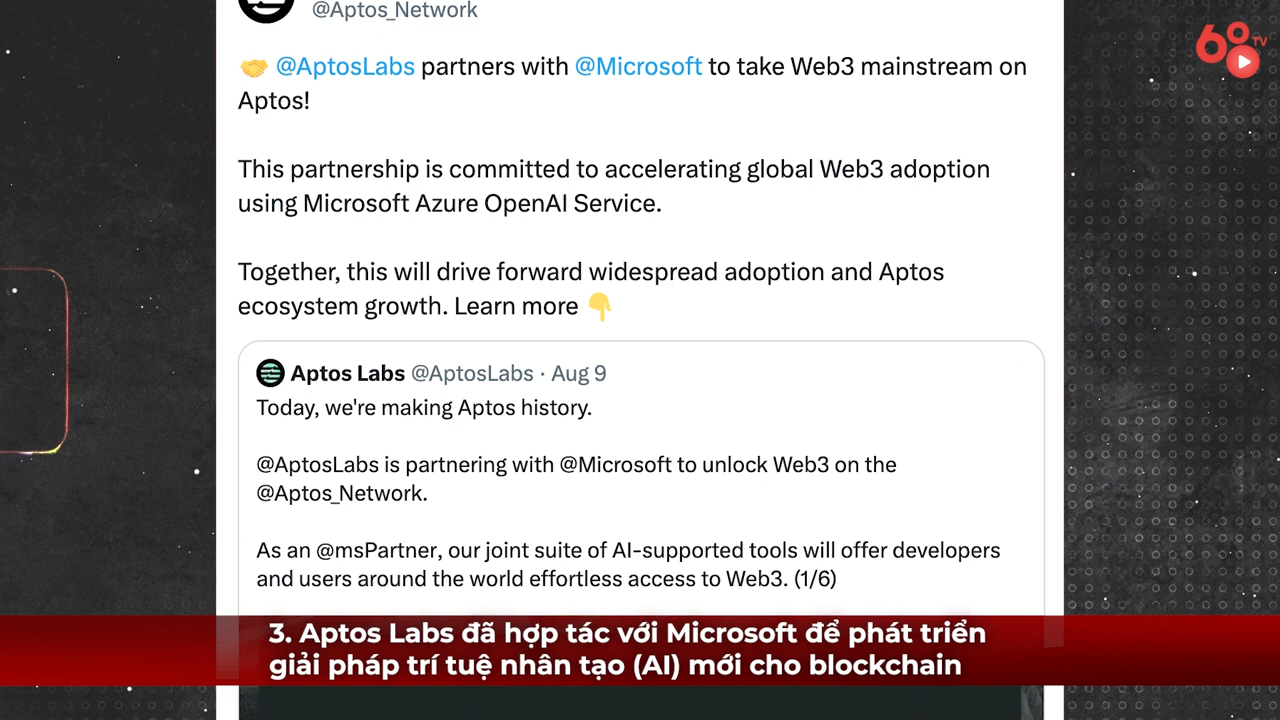 @Aptos_Network
68 TV
🤝 @AptosLabs partners with @Microsoft to take Web3 mainstream on
Aptos!
This partnership is committed to accelerating global Web3 adoption
using Microsoft Azure OpenAI Service.
Together, this will drive forward widespread adoption and Aptos
ecosystem growth. Learn more 👇
Aptos Labs @AptosLabs · Aug 9
Today, we're making Aptos history.
@AptosLabs is partnering with @Microsoft to unlock Web3 on the
@Aptos_Network.
As an @msPartner, our joint suite of AI-supported tools will offer developers
and users around the world effortless access to Web3. (1/6)
3. Aptos Labs đã hợp tác với Microsoft để phát triển
giải pháp trí tuệ nhân tạo (AI) mới cho blockchain